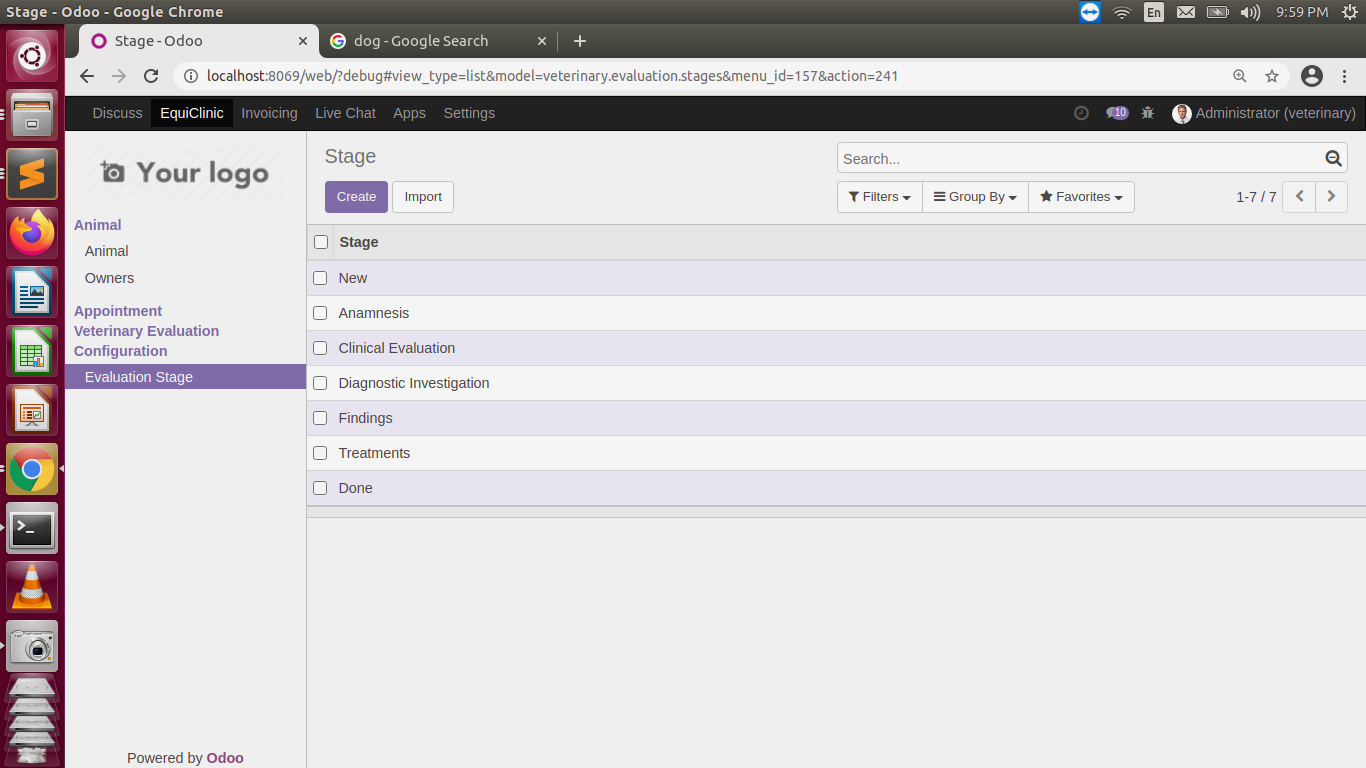 Stage - Odoo - Google Chrome
En
9:59 PM
Stage - Odoo
dog - Google Search
localhost:8069/web/?debug#view_type=list&model=veterinary.evaluation.stages&menu_id=157&action=241
Discuss
EquiClinic
Invoicing
Live Chat
Apps
Settings
10
Administrator (veterinary)
Your logo
Animal
Animal
Owners
Appointment
Veterinary Evaluation
Configuration
Evaluation Stage
Powered by Odoo
Stage
Search...
Create
Import
Filters
Group By
Favorites
1-7 / 7
Stage
New
Anamnesis
Clinical Evaluation
Diagnostic Investigation
Findings
Treatments
Done